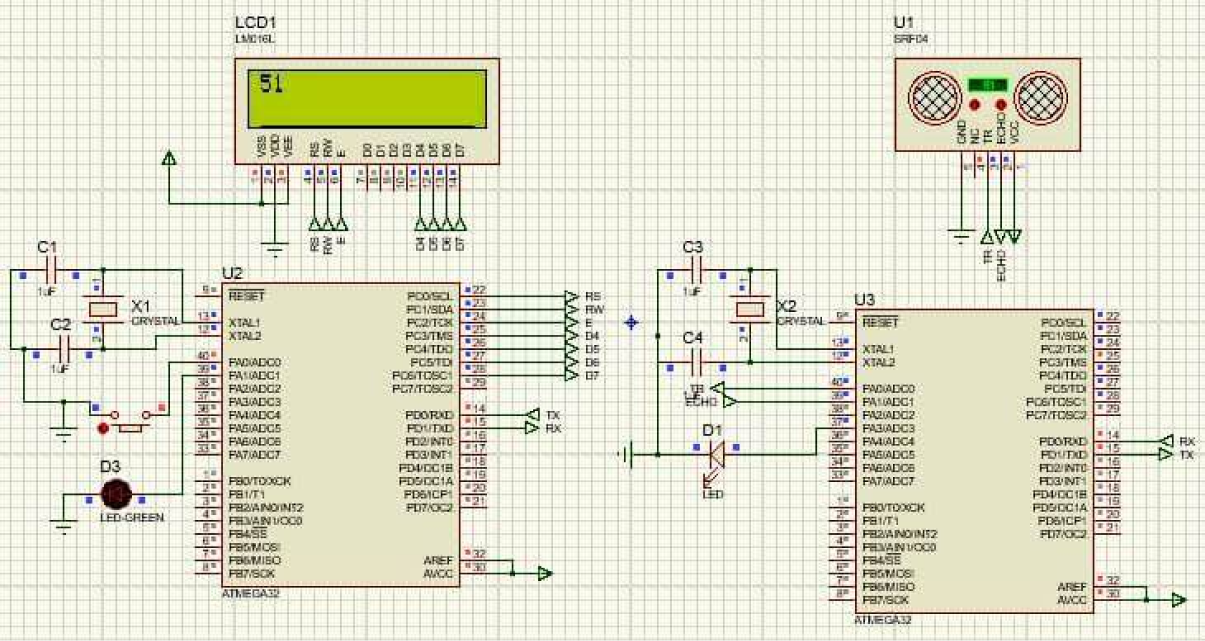 LCD1
LM016L
51
VSS
VDD
VEE
RS
RW
E
D0
D1
D2
D3
D4
D5
D6
D7
1
2
3
4
5
6
7
8
9
10
11
12
13
14
RS
RW
E
D4
D5
D6
D7
U1
SRF04
51
GND
NC
TR
ECHO
VCC
5
4
3
2
1
TR
ECHO
C1
1uF
C2
1uF
X1
CRYSTAL
1
2
D3
LED-GREEN
U2
9 RESET
13 XTAL1
12 XTAL2
40 PA0/ADC0
39 PA1/ADC1
38 PA2/ADC2
37 PA3/ADC3
36 PA4/ADC4
35 PA5/ADC5
34 PA6/ADC6
33 PA7/ADC7
1 PB0/T0/XCK
2 PB1/T1
3 PB2/AIN0/INT2
4 PB3/AIN1/OC0
5 PB4/SS
6 PB5/MOSI
7 PB6/MISO
8 PB7/SCK
PC0/SCL 22 RS
PC1/SDA 23 RW
PC2/TCK 24 E
PC3/TMS 25 D4
PC4/TDO 26 D5
PC5/TDI 27 D6
PC6/TOSC1 28 D7
PC7/TOSC2 29
PD0/RXD 14 TX
PD1/TXD 15 RX
PD2/INT0 16
PD3/INT1 17
PD4/OC1B 18
PD5/OC1A 19
PD6/ICP1 20
PD7/OC2 21
AREF 32
AVCC 30
ATMEGA32
C3
1uF
C4
X2
CRYSTAL
1
2
TR
ECHO
D1
LED
U3
9 RESET
13 XTAL1
12 XTAL2
40 PA0/ADC0
39 PA1/ADC1
38 PA2/ADC2
37 PA3/ADC3
36 PA4/ADC4
35 PA5/ADC5
34 PA6/ADC6
33 PA7/ADC7
1 PB0/T0/XCK
2 PB1/T1
3 PB2/AIN0/INT2
4 PB3/AIN1/OC0
5 PB4/SS
6 PB5/MOSI
7 PB6/MISO
8 PB7/SCK
PC0/SCL 22
PC1/SDA 23
PC2/TCK 24
PC3/TMS 25
PC4/TDO 26
PC5/TDI 27
PC6/TOSC1 28
PC7/TOSC2 29
PD0/RXD 14 RX
PD1/TXD 15 TX
PD2/INT0 16
PD3/INT1 17
PD4/OC1B 18
PD5/OC1A 19
PD6/ICP1 20
PD7/OC2 21
AREF 32
AVCC 30
ATMEGA32